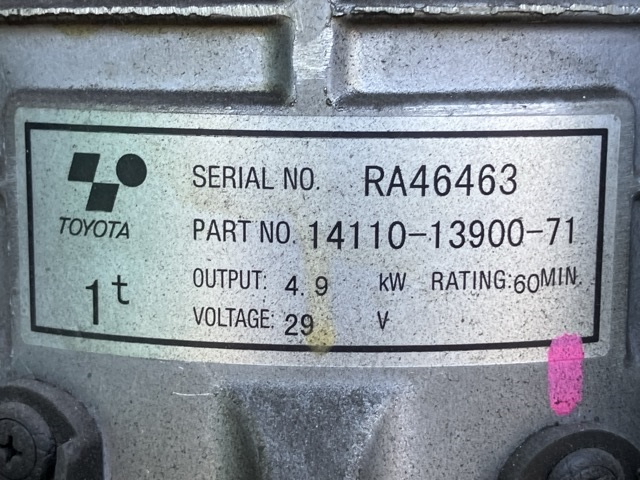 TOYOTA
1t
SERIAL NO. RA46463
PART NO. 14110-13900-71
OUTPUT: 4.9 kW RATING: 60MIN.
VOLTAGE: 29 V